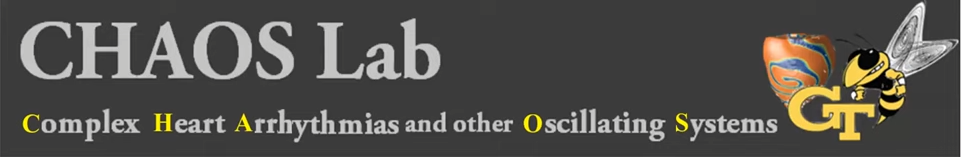 CHAOS Lab
Complex Heart Arrhythmias and other Oscillating Systems
GT